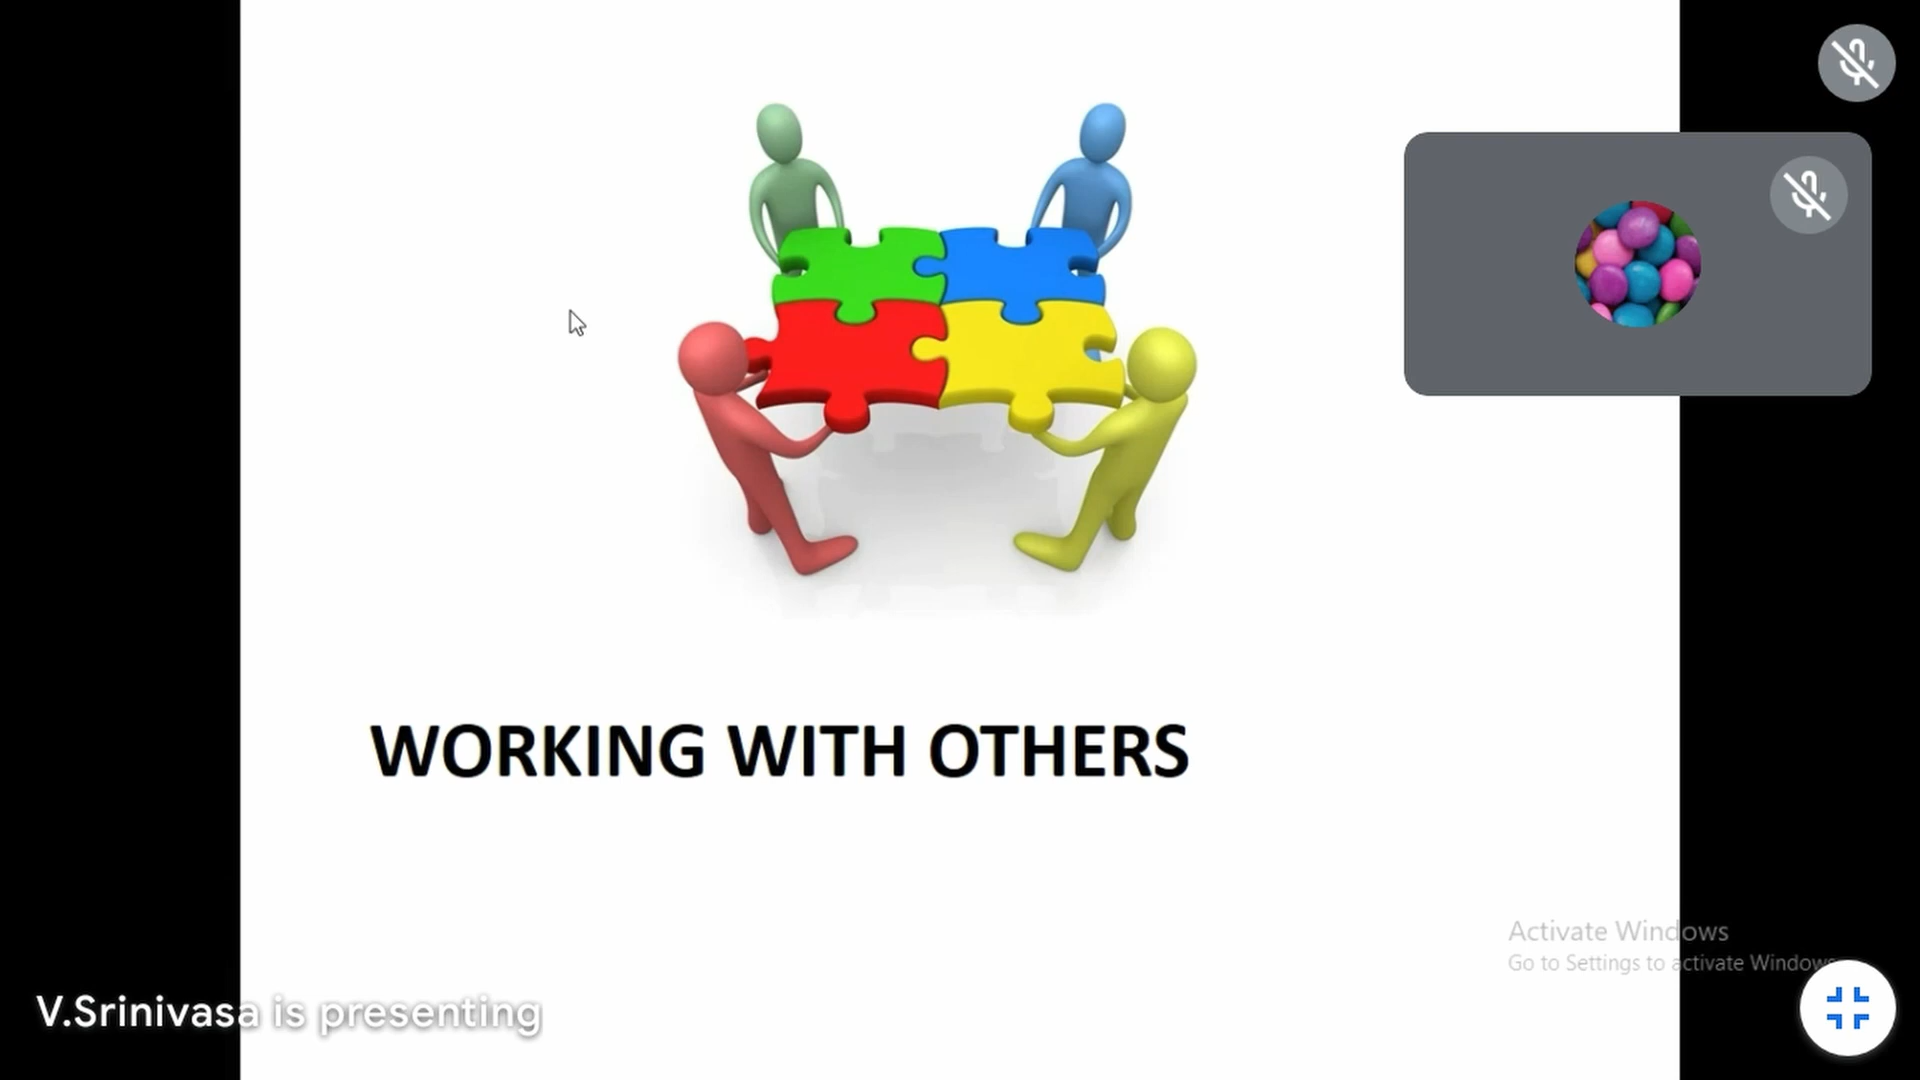 WORKING WITH OTHERS
Activate Windows
Go to Settings to activate Windows
V.Srinivasa is presenting